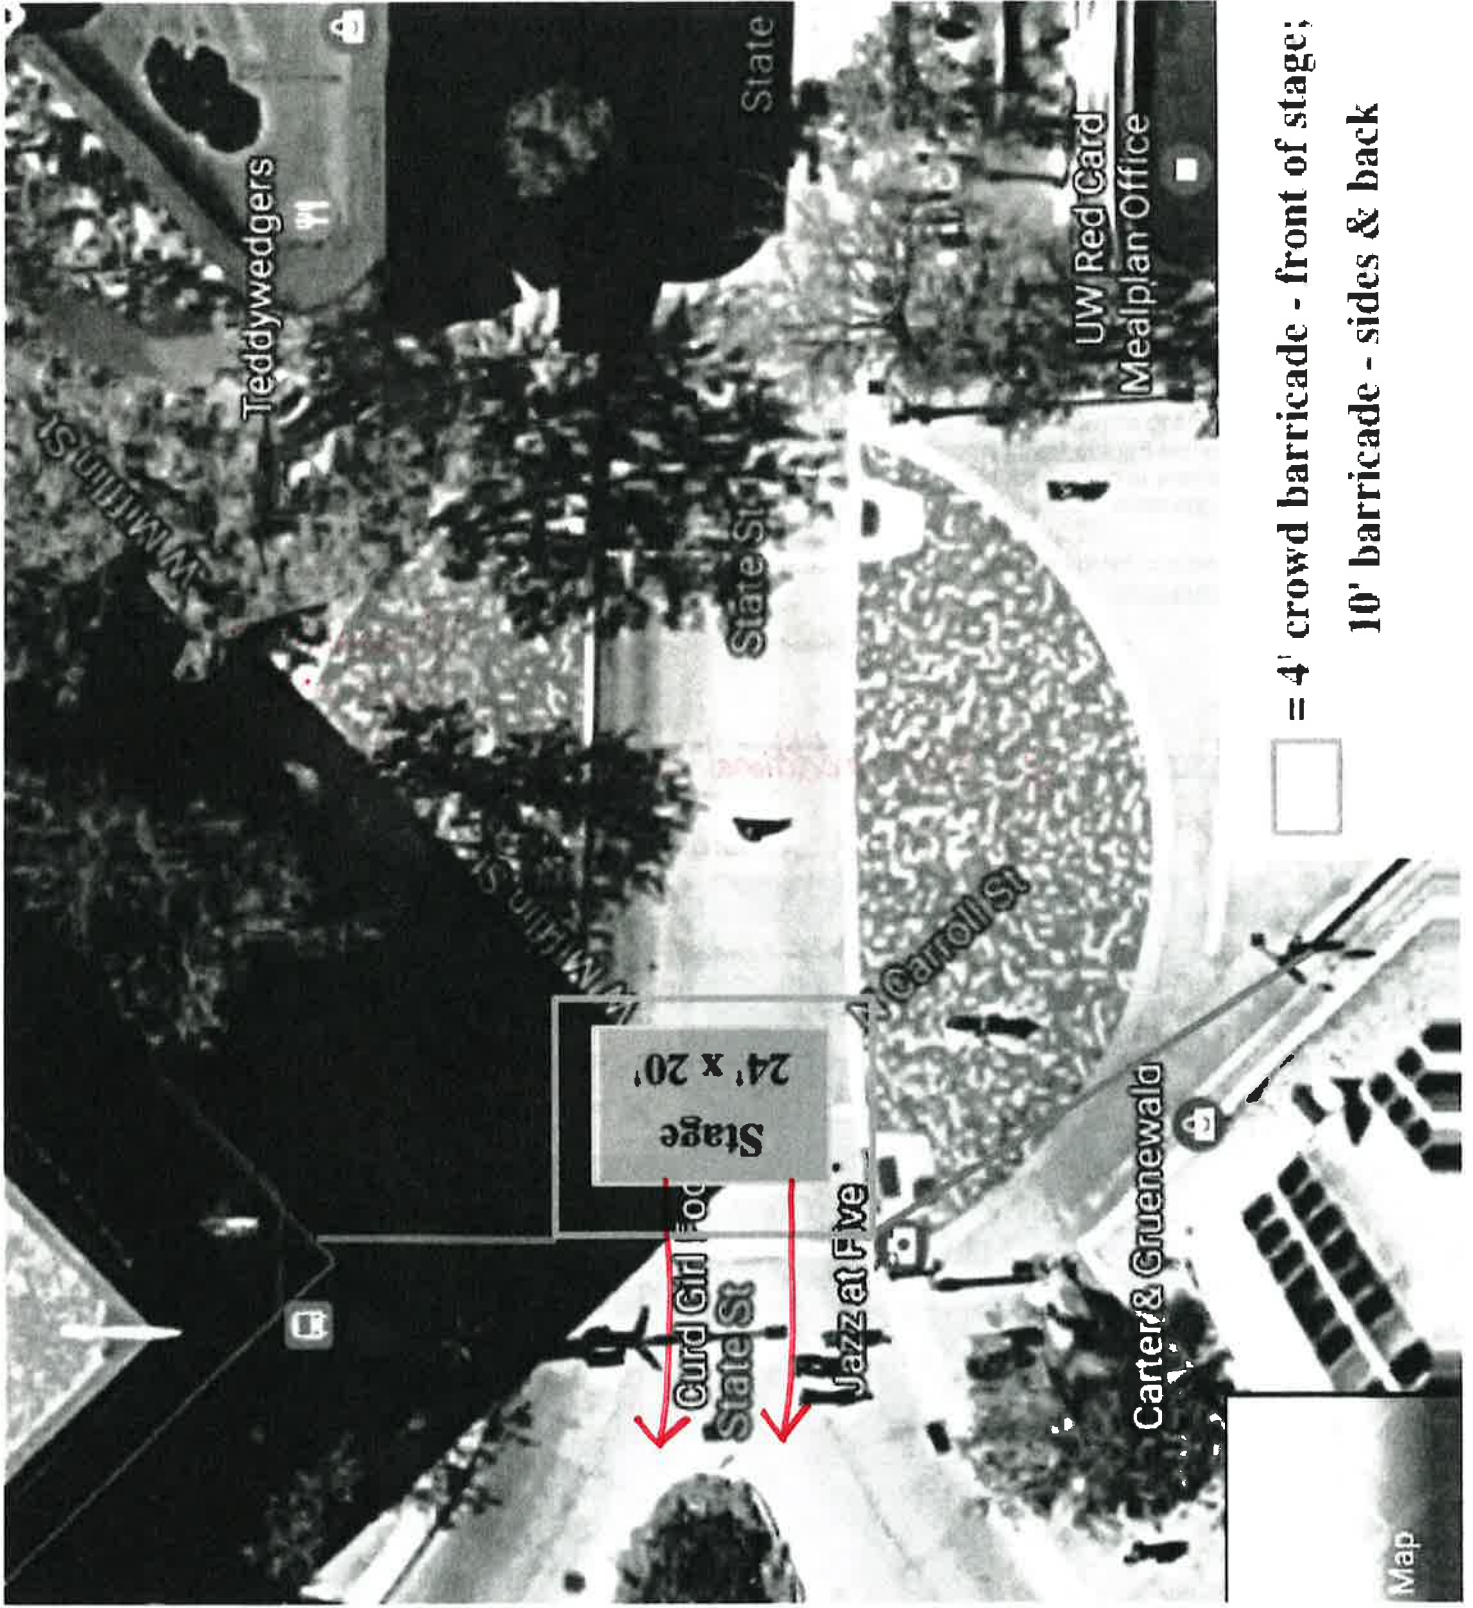 State
Teddywedgers
W Mifflin St
UW Red Card
Mealplan Office
State St
W Mifflin St
N Carroll St
Stage
24' x 20'
Curd Girl Foo
State St
Jazz at Five
Carter & Gruenewald
Map
= 4' crowd barricade - front of stage;
10' barricade - sides & back